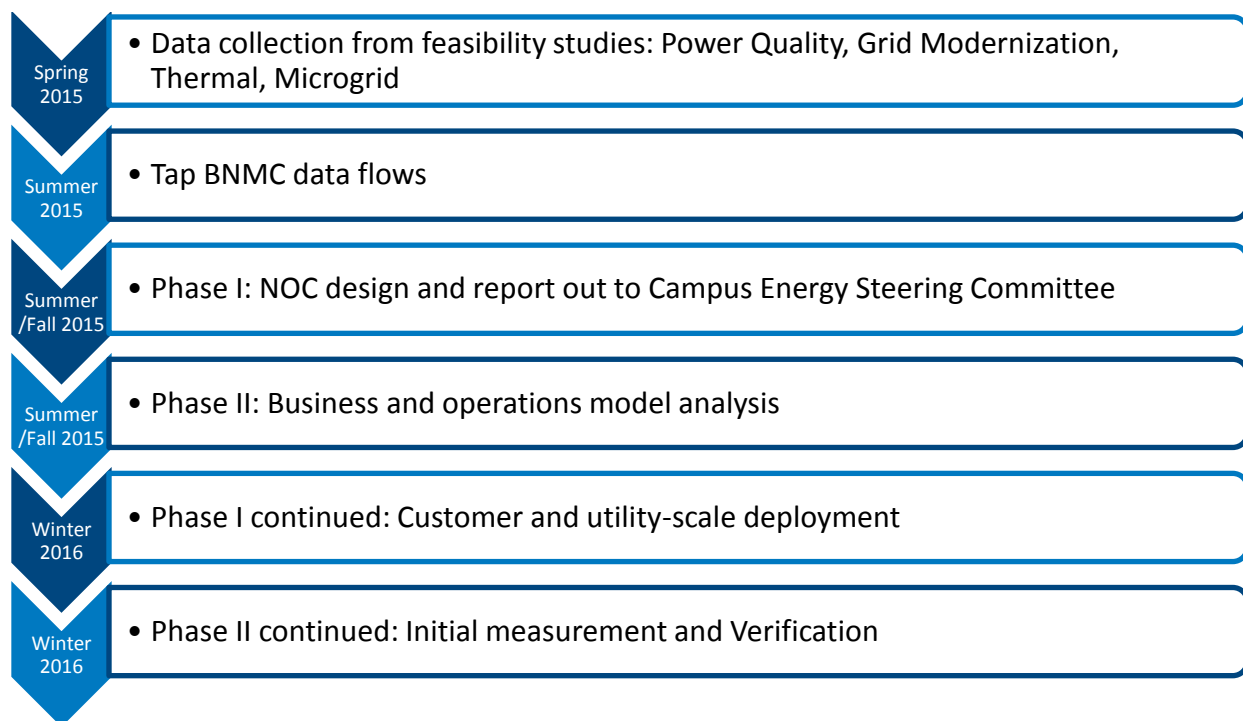 Spring
2015
• Data collection from feasibility studies: Power Quality, Grid Modernization,
Thermal, Microgrid
Summer
2015
• Tap BNMC data flows
Summer
/Fall 2015
• Phase I: NOC design and report out to Campus Energy Steering Committee
Summer
/Fall 2015
• Phase II: Business and operations model analysis
Winter
2016
• Phase I continued: Customer and utility-scale deployment
Winter
2016
• Phase II continued: Initial measurement and Verification